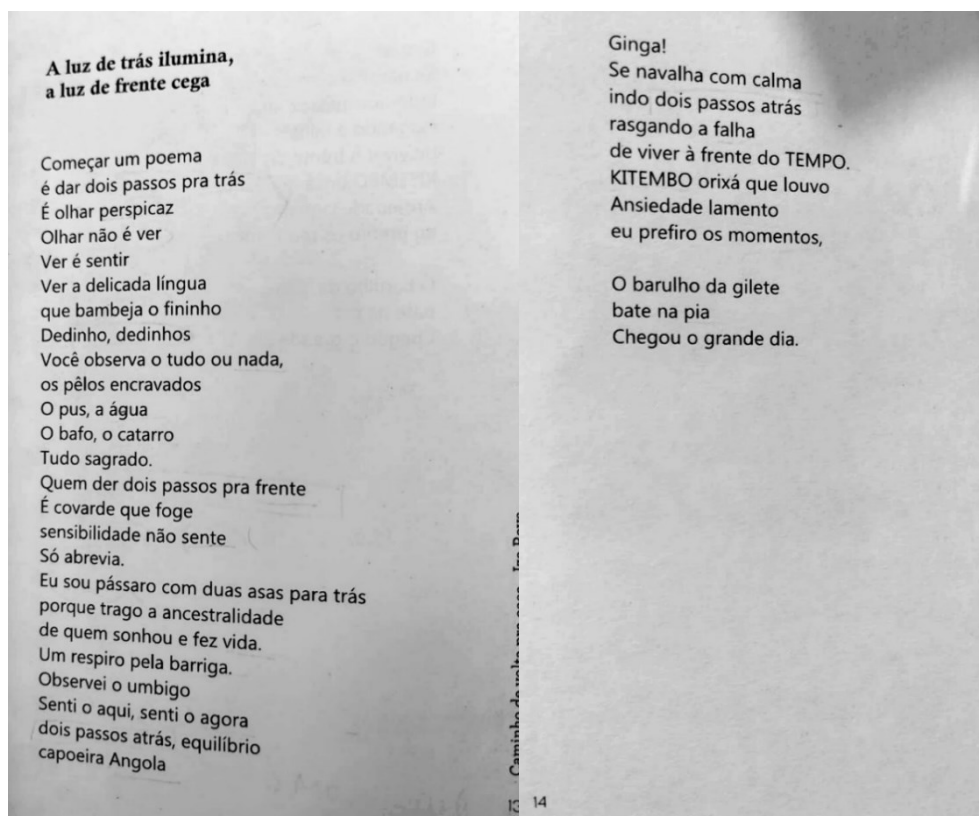 A luz de trás ilumina,
a luz de frente cega
Começar um poema
é dar dois passos pra trás
É olhar perspicaz
Olhar não é ver
Ver é sentir
Ver a delicada língua
que bambeja o fininho
Dedinho, dedinhos
Você observa o tudo ou nada,
os pêlos encravados
O pus, a água
O bafo, o catarro
Tudo sagrado.
Quem der dois passos pra frente
É covarde que foge
sensibilidade não sente
Só abrevia.
Eu sou pássaro com duas asas para trás
porque trago a ancestralidade
de quem sonhou e fez vida.
Um respiro pela barriga.
Observei o umbigo
Senti o aqui, senti o agora
dois passos atrás, equilíbrio
capoeira Angola
Caminho de volta pra casa
13
Ginga!
Se navalha com calma
indo dois passos atrás
rasgando a falha
de viver à frente do TEMPO.
KITEMBO orixá que louvo
Ansiedade lamento
eu prefiro os momentos,
O barulho da gilete
bate na pia
Chegou o grande dia.
14